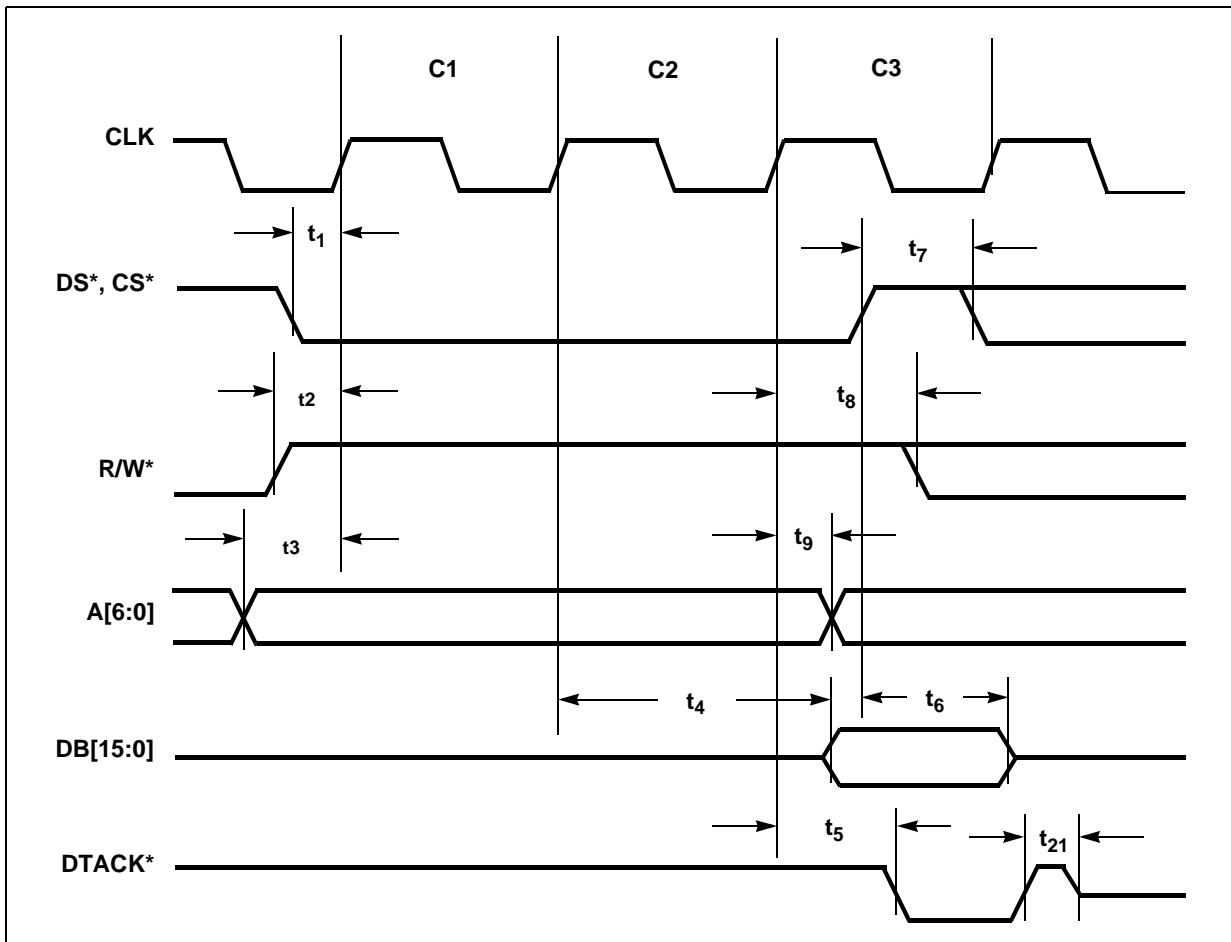 C1 C2 C3
CLK
t1 t7
DS*, CS*
t2 t8
R/W*
t3 t9
A[6:0]
t4 t6
DB[15:0]
t5 t21
DTACK*